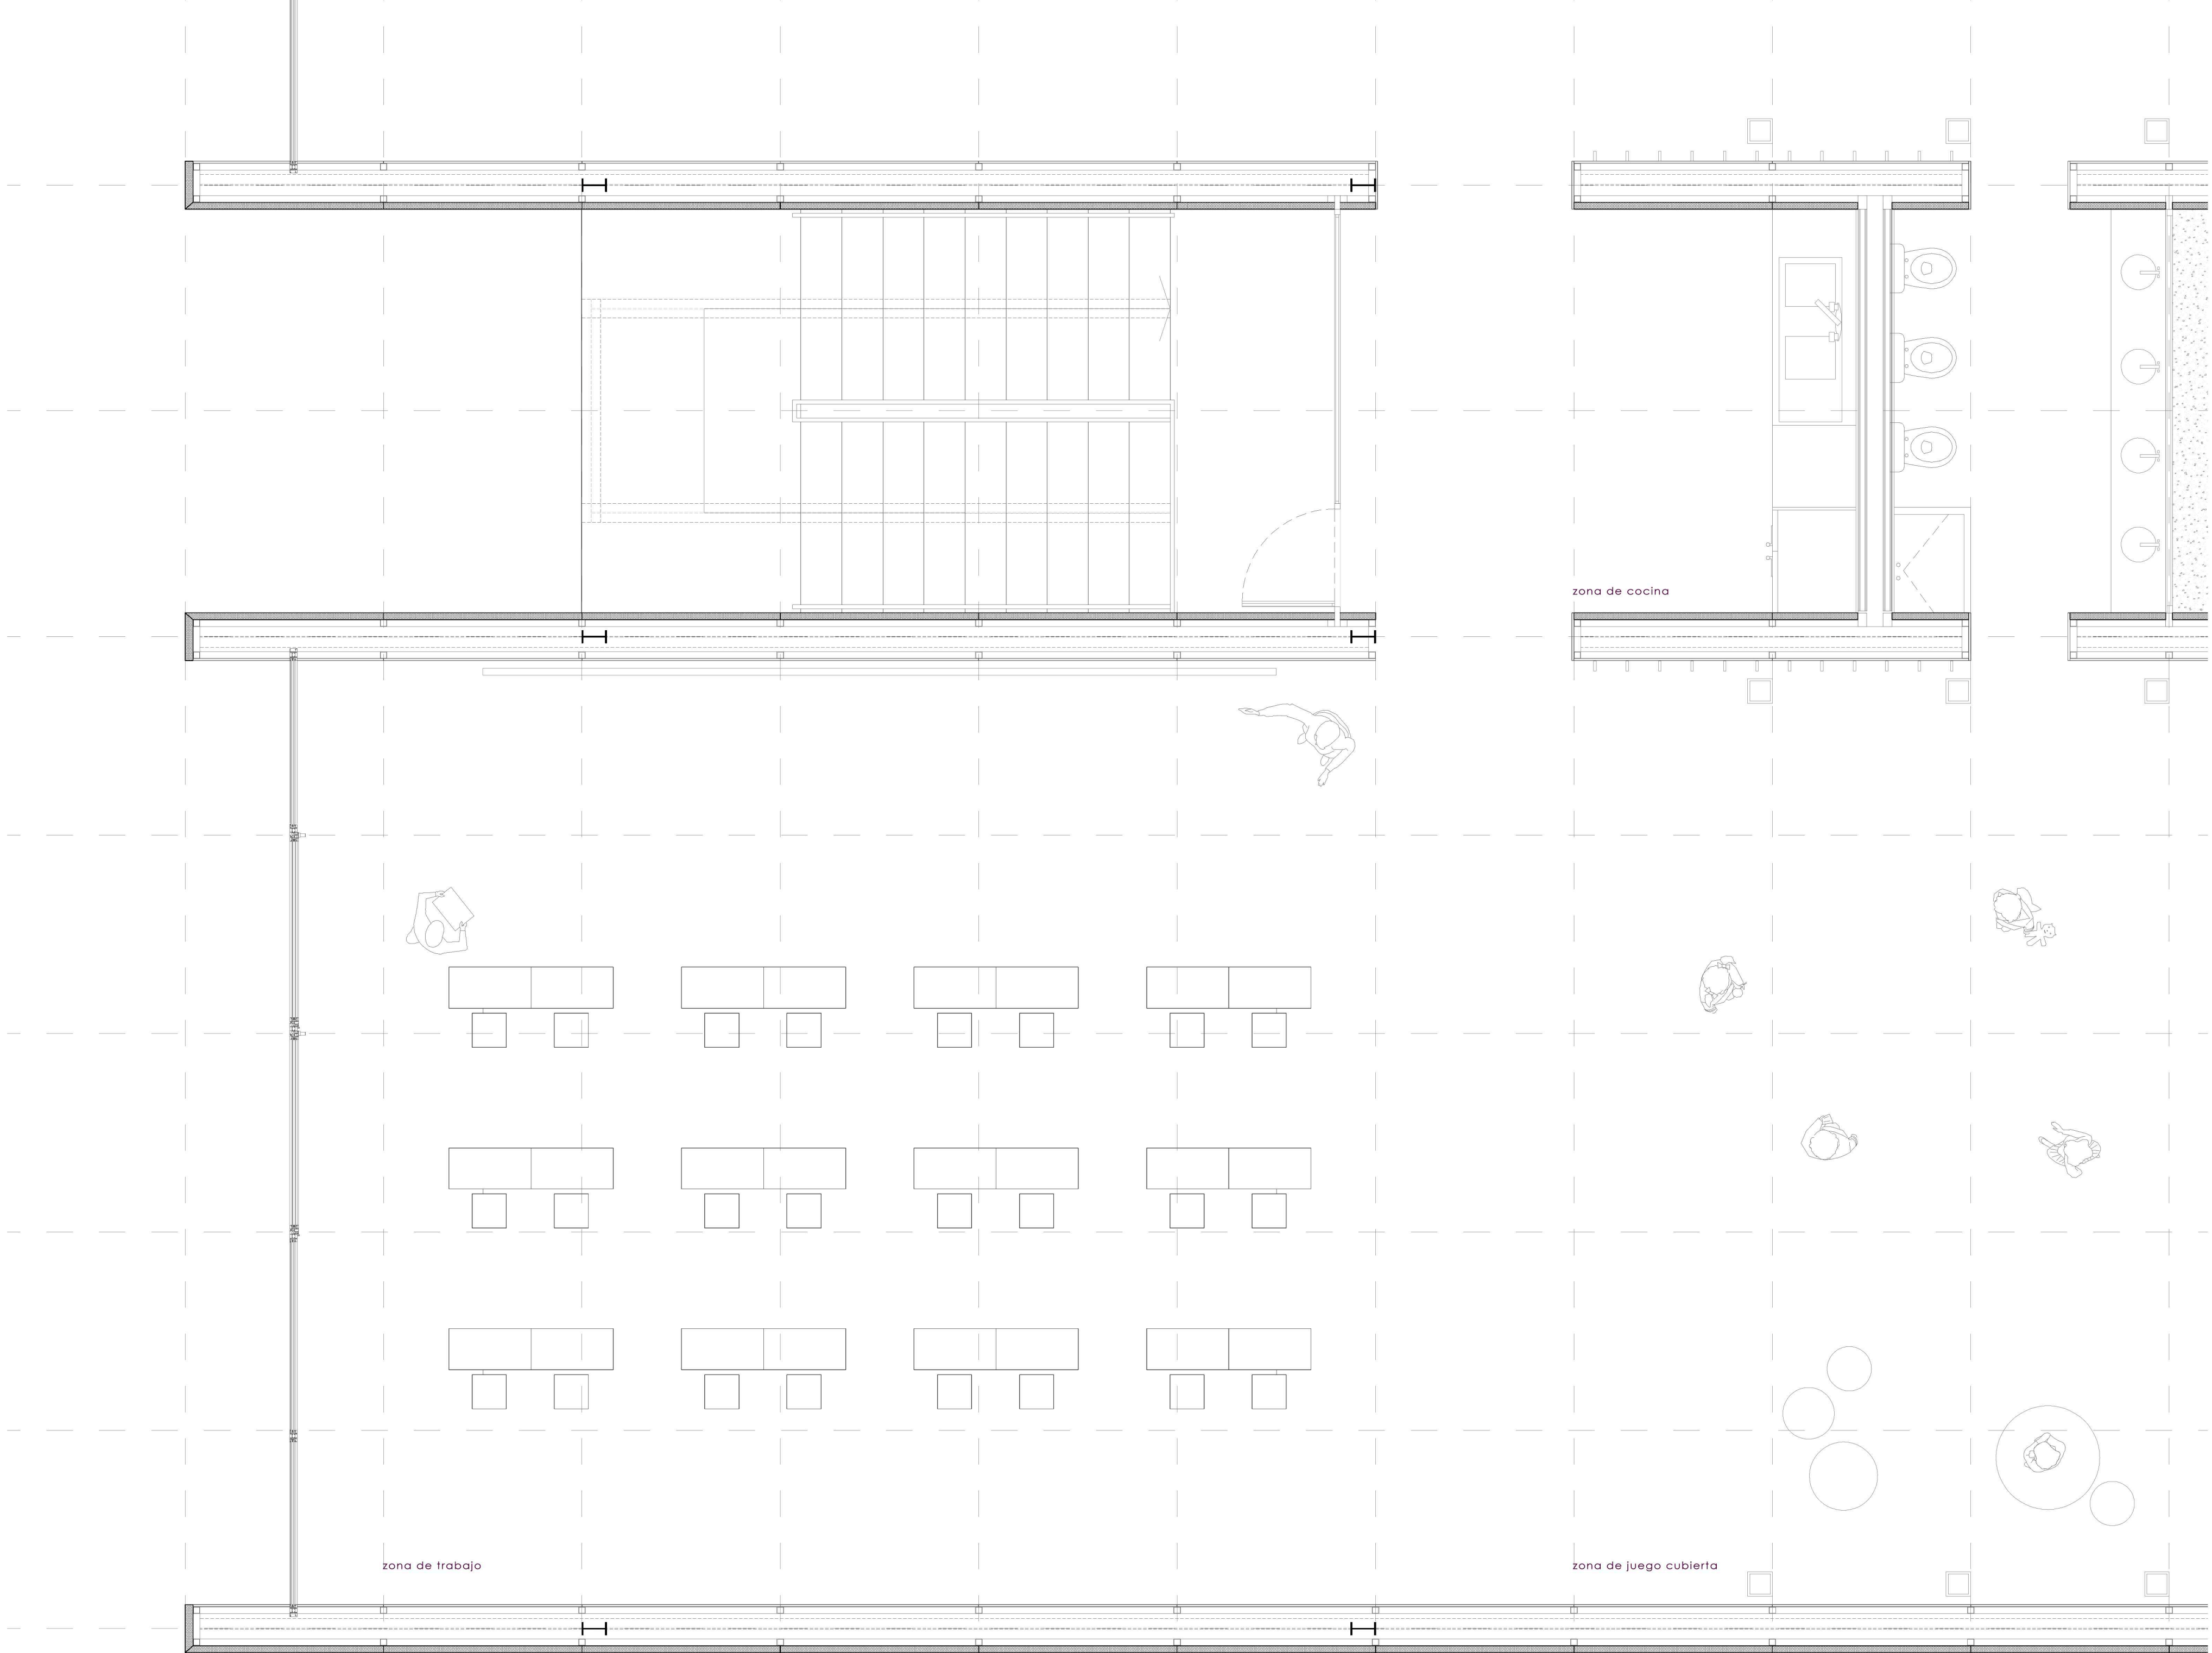 zona de cocina
zona de trabajo
zona de juego cubierta